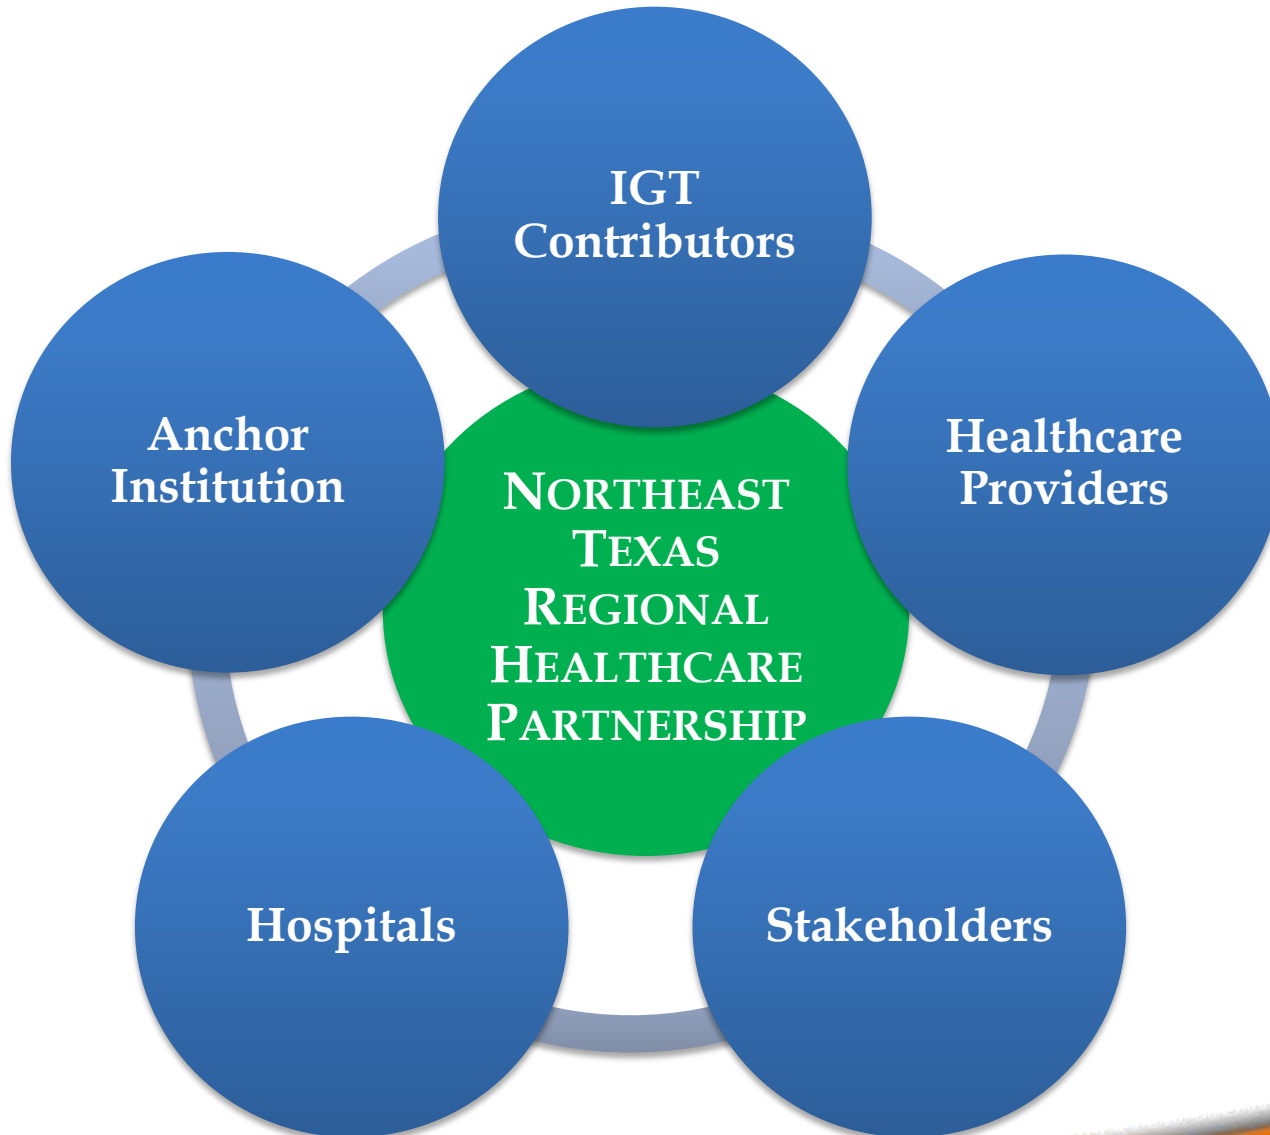 IGT
Contributors
Anchor
Institution
Healthcare
Providers
NORTHEAST
TEXAS
REGIONAL
HEALTHCARE
PARTNERSHIP
Hospitals
Stakeholders